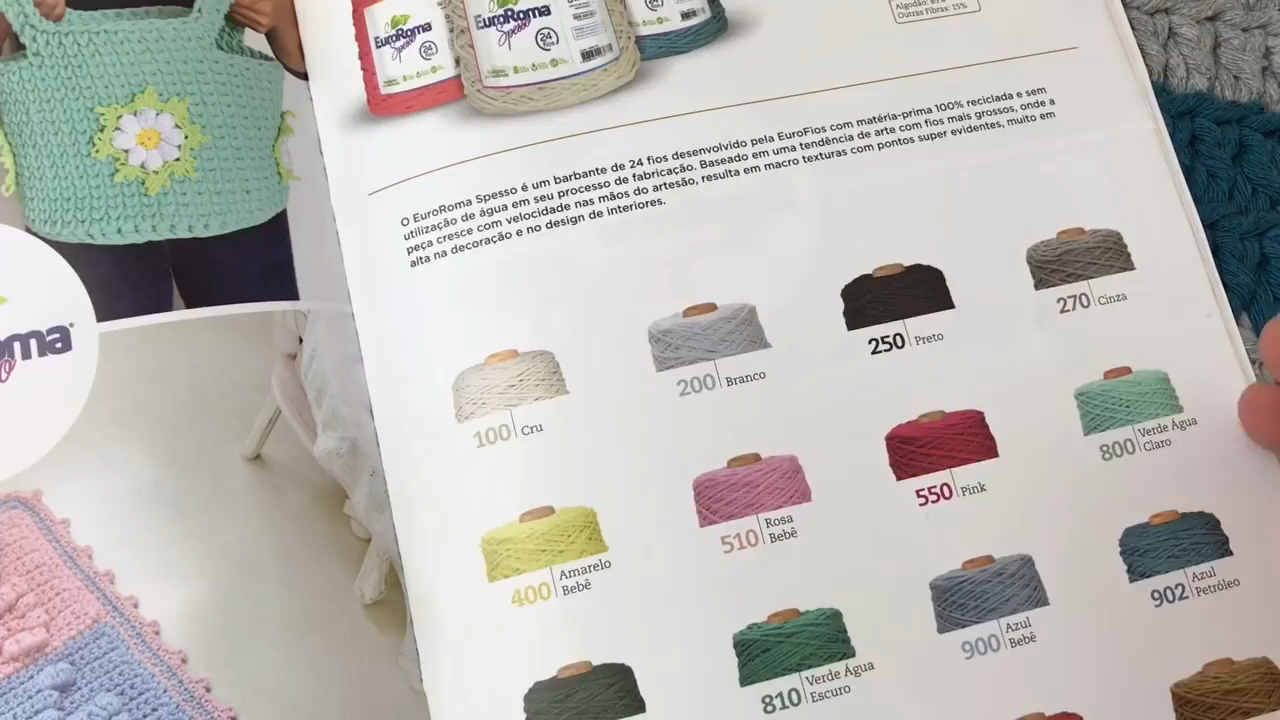 EuroRoma
Spesso
24
fios
EuroRoma
Spesso
24
fios
Outras Fibras: 15%
O EuroRoma Spesso é um barbante de 24 fios desenvolvido pela EuroFios com matéria-prima 100% reciclada e sem
utilização de água em seu processo de fabricação. Baseado em uma tendência de arte com fios mais grossos, onde a
peça cresce com velocidade nas mãos do artesão, resulta em macro texturas com pontos super evidentes, muito em
alta na decoração e no design de interiores.
100 Cru
200 Branco
250 Preto
270 Cinza
400 Amarelo
Bebê
510 Rosa
Bebê
550 Pink
800 Verde Água
Claro
810 Verde Água
Escuro
900 Azul
Bebê
902 Azul
Petróleo